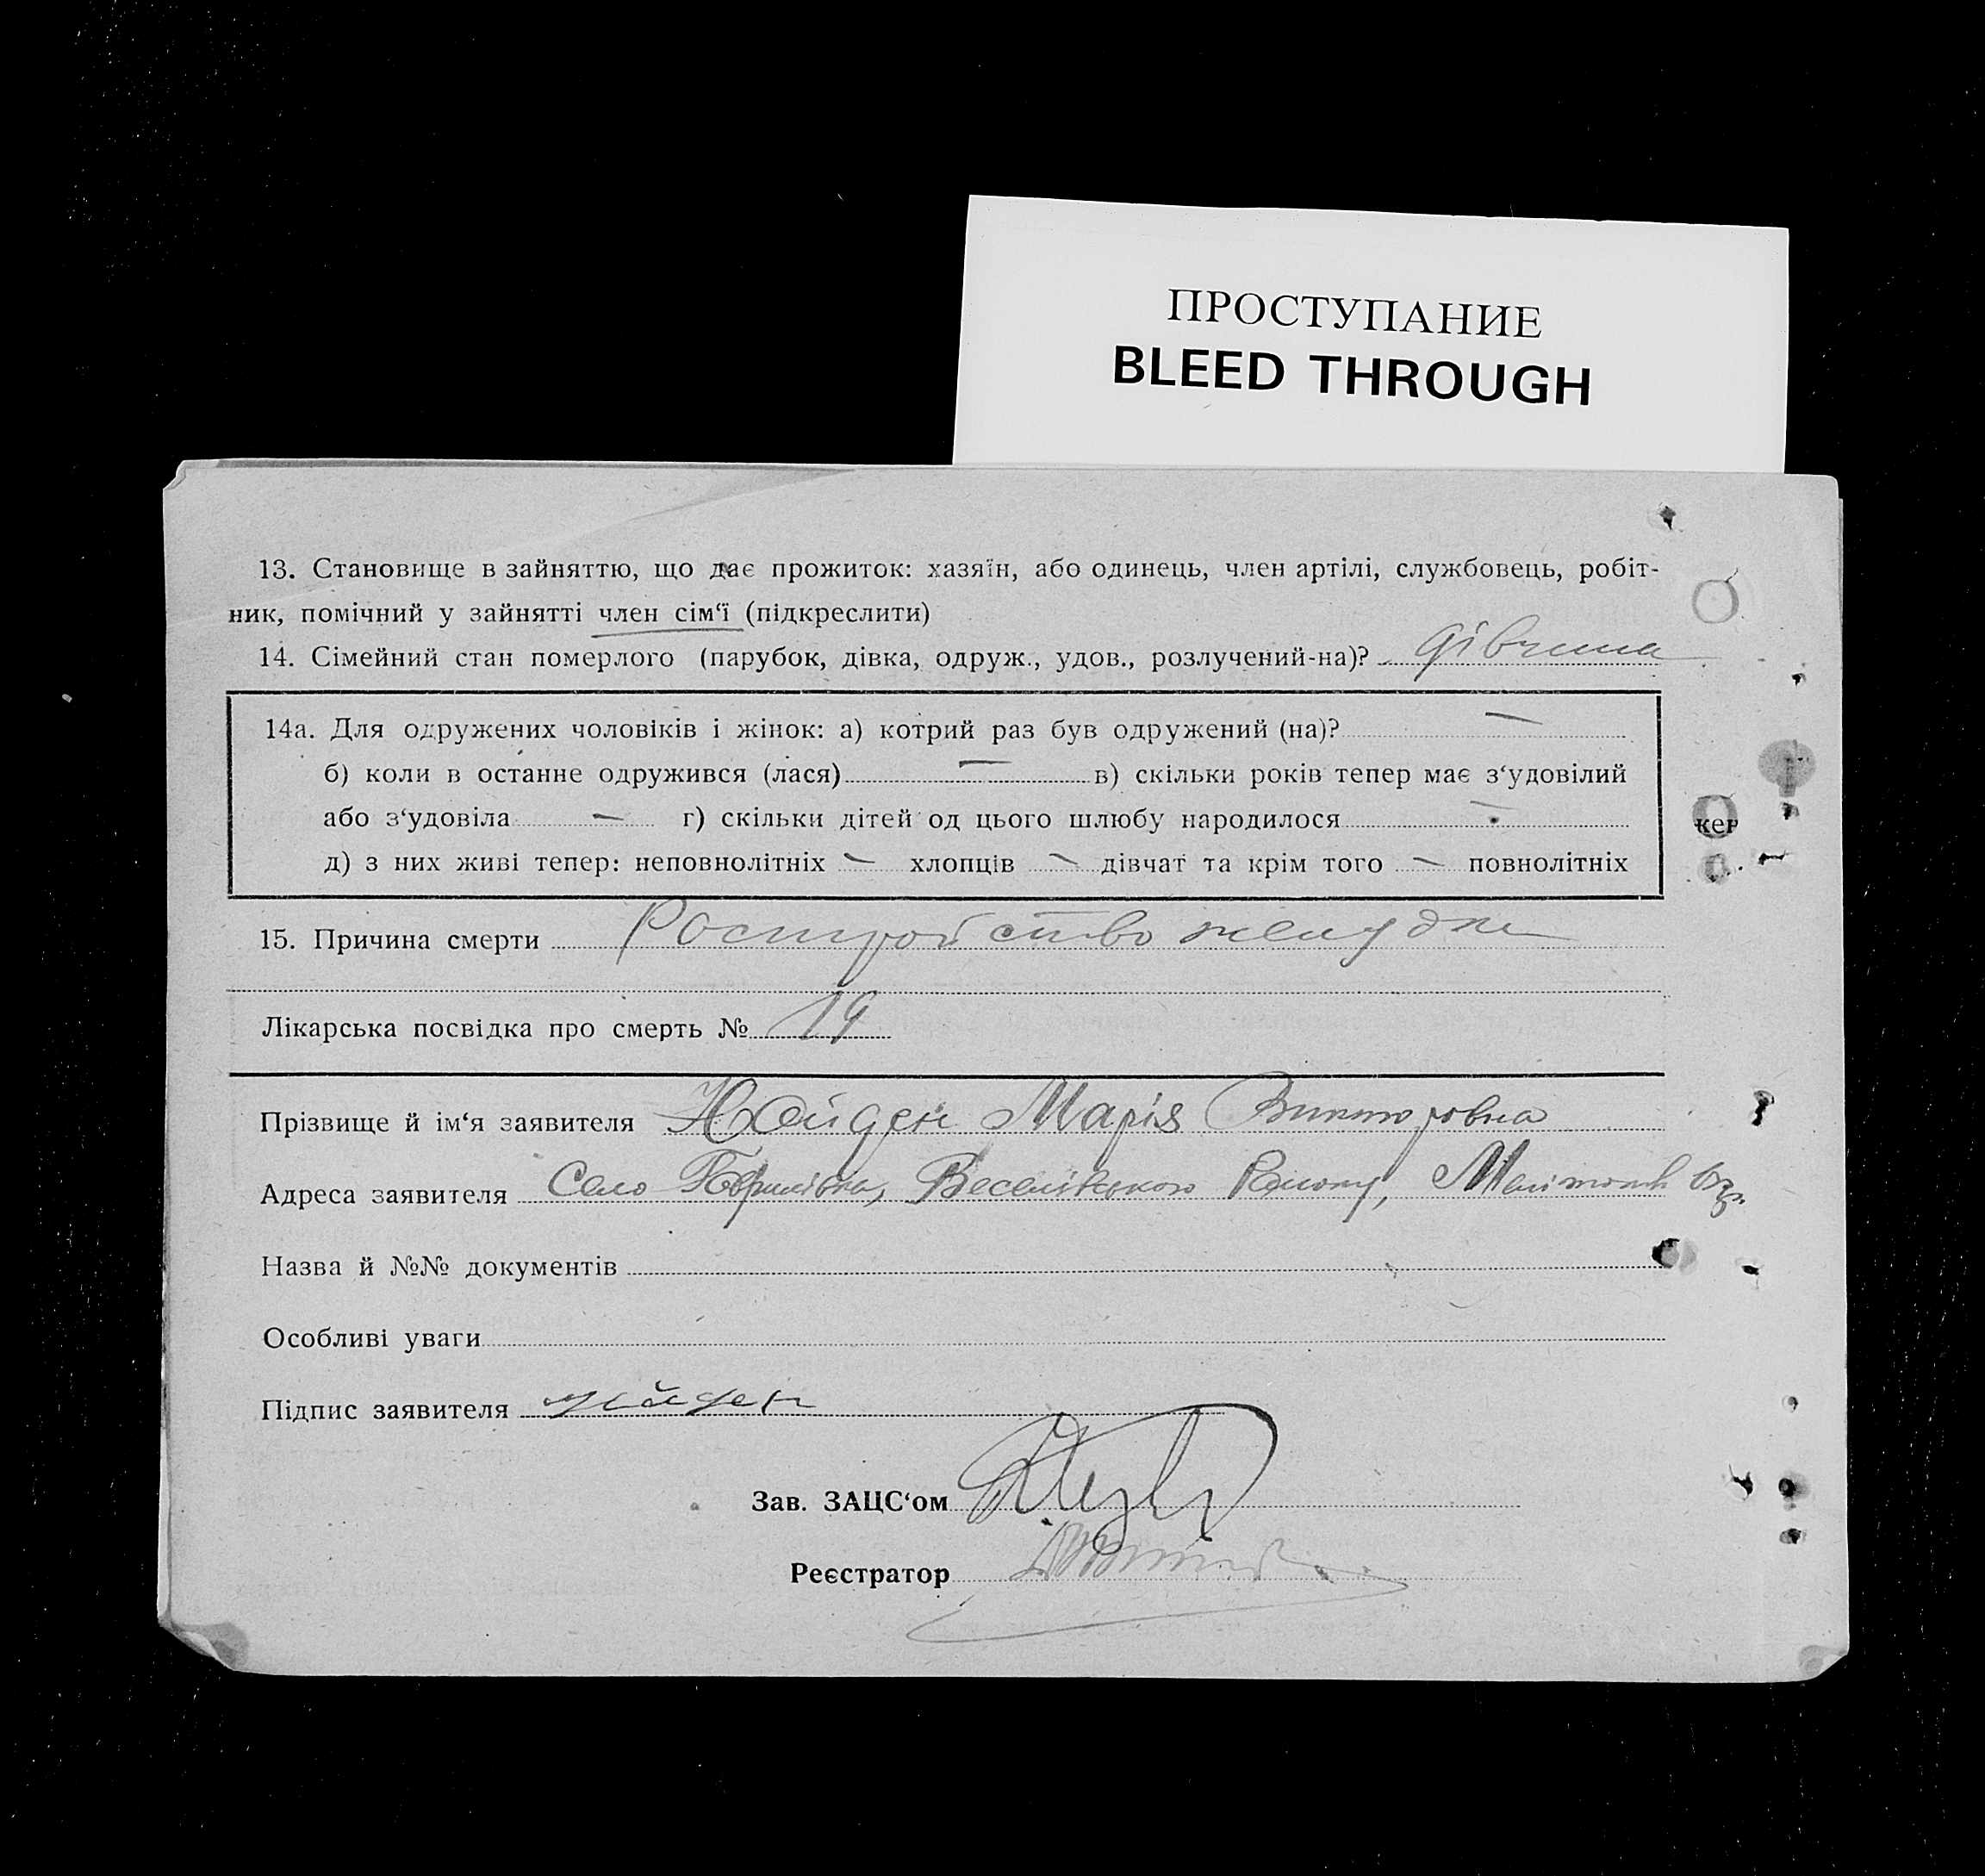 ПРОСТУПАНИЕ
BLEED THROUGH
13. Становище в зайняттю, що дає прожиток: хазяїн, або одинець, член артілі, службовець, робіт-
ник, помічний у зайнятті член сім‘ї (підкреслити)
14. Сімейний стан померлого (парубок, дівка, одруж., удов., розлучений-на)? дівчина
14а. Для одружених чоловіків і жінок: а) котрий раз був одружений (на)? —
б) коли в останне одружився (лася) — в) скільки років тепер має з‘удовілий
або з‘удовіла — г) скільки дітей од цього шлюбу народилося —
д) з них живі тепер: неповнолітніх — хлопців — дівчат та крім того — повнолітніх
кер
15. Причина смерти Ростройство желудка
Лікарська посвідка про смерть № 19
Прізвище й ім‘я заявителя Найден Марія Викторовна
Адреса заявителя Село Веселівського Району,
Назва й №№ документів
Особливі уваги
Підпис заявителя Найден
Зав. ЗАЦС‘ом
Реєстратор